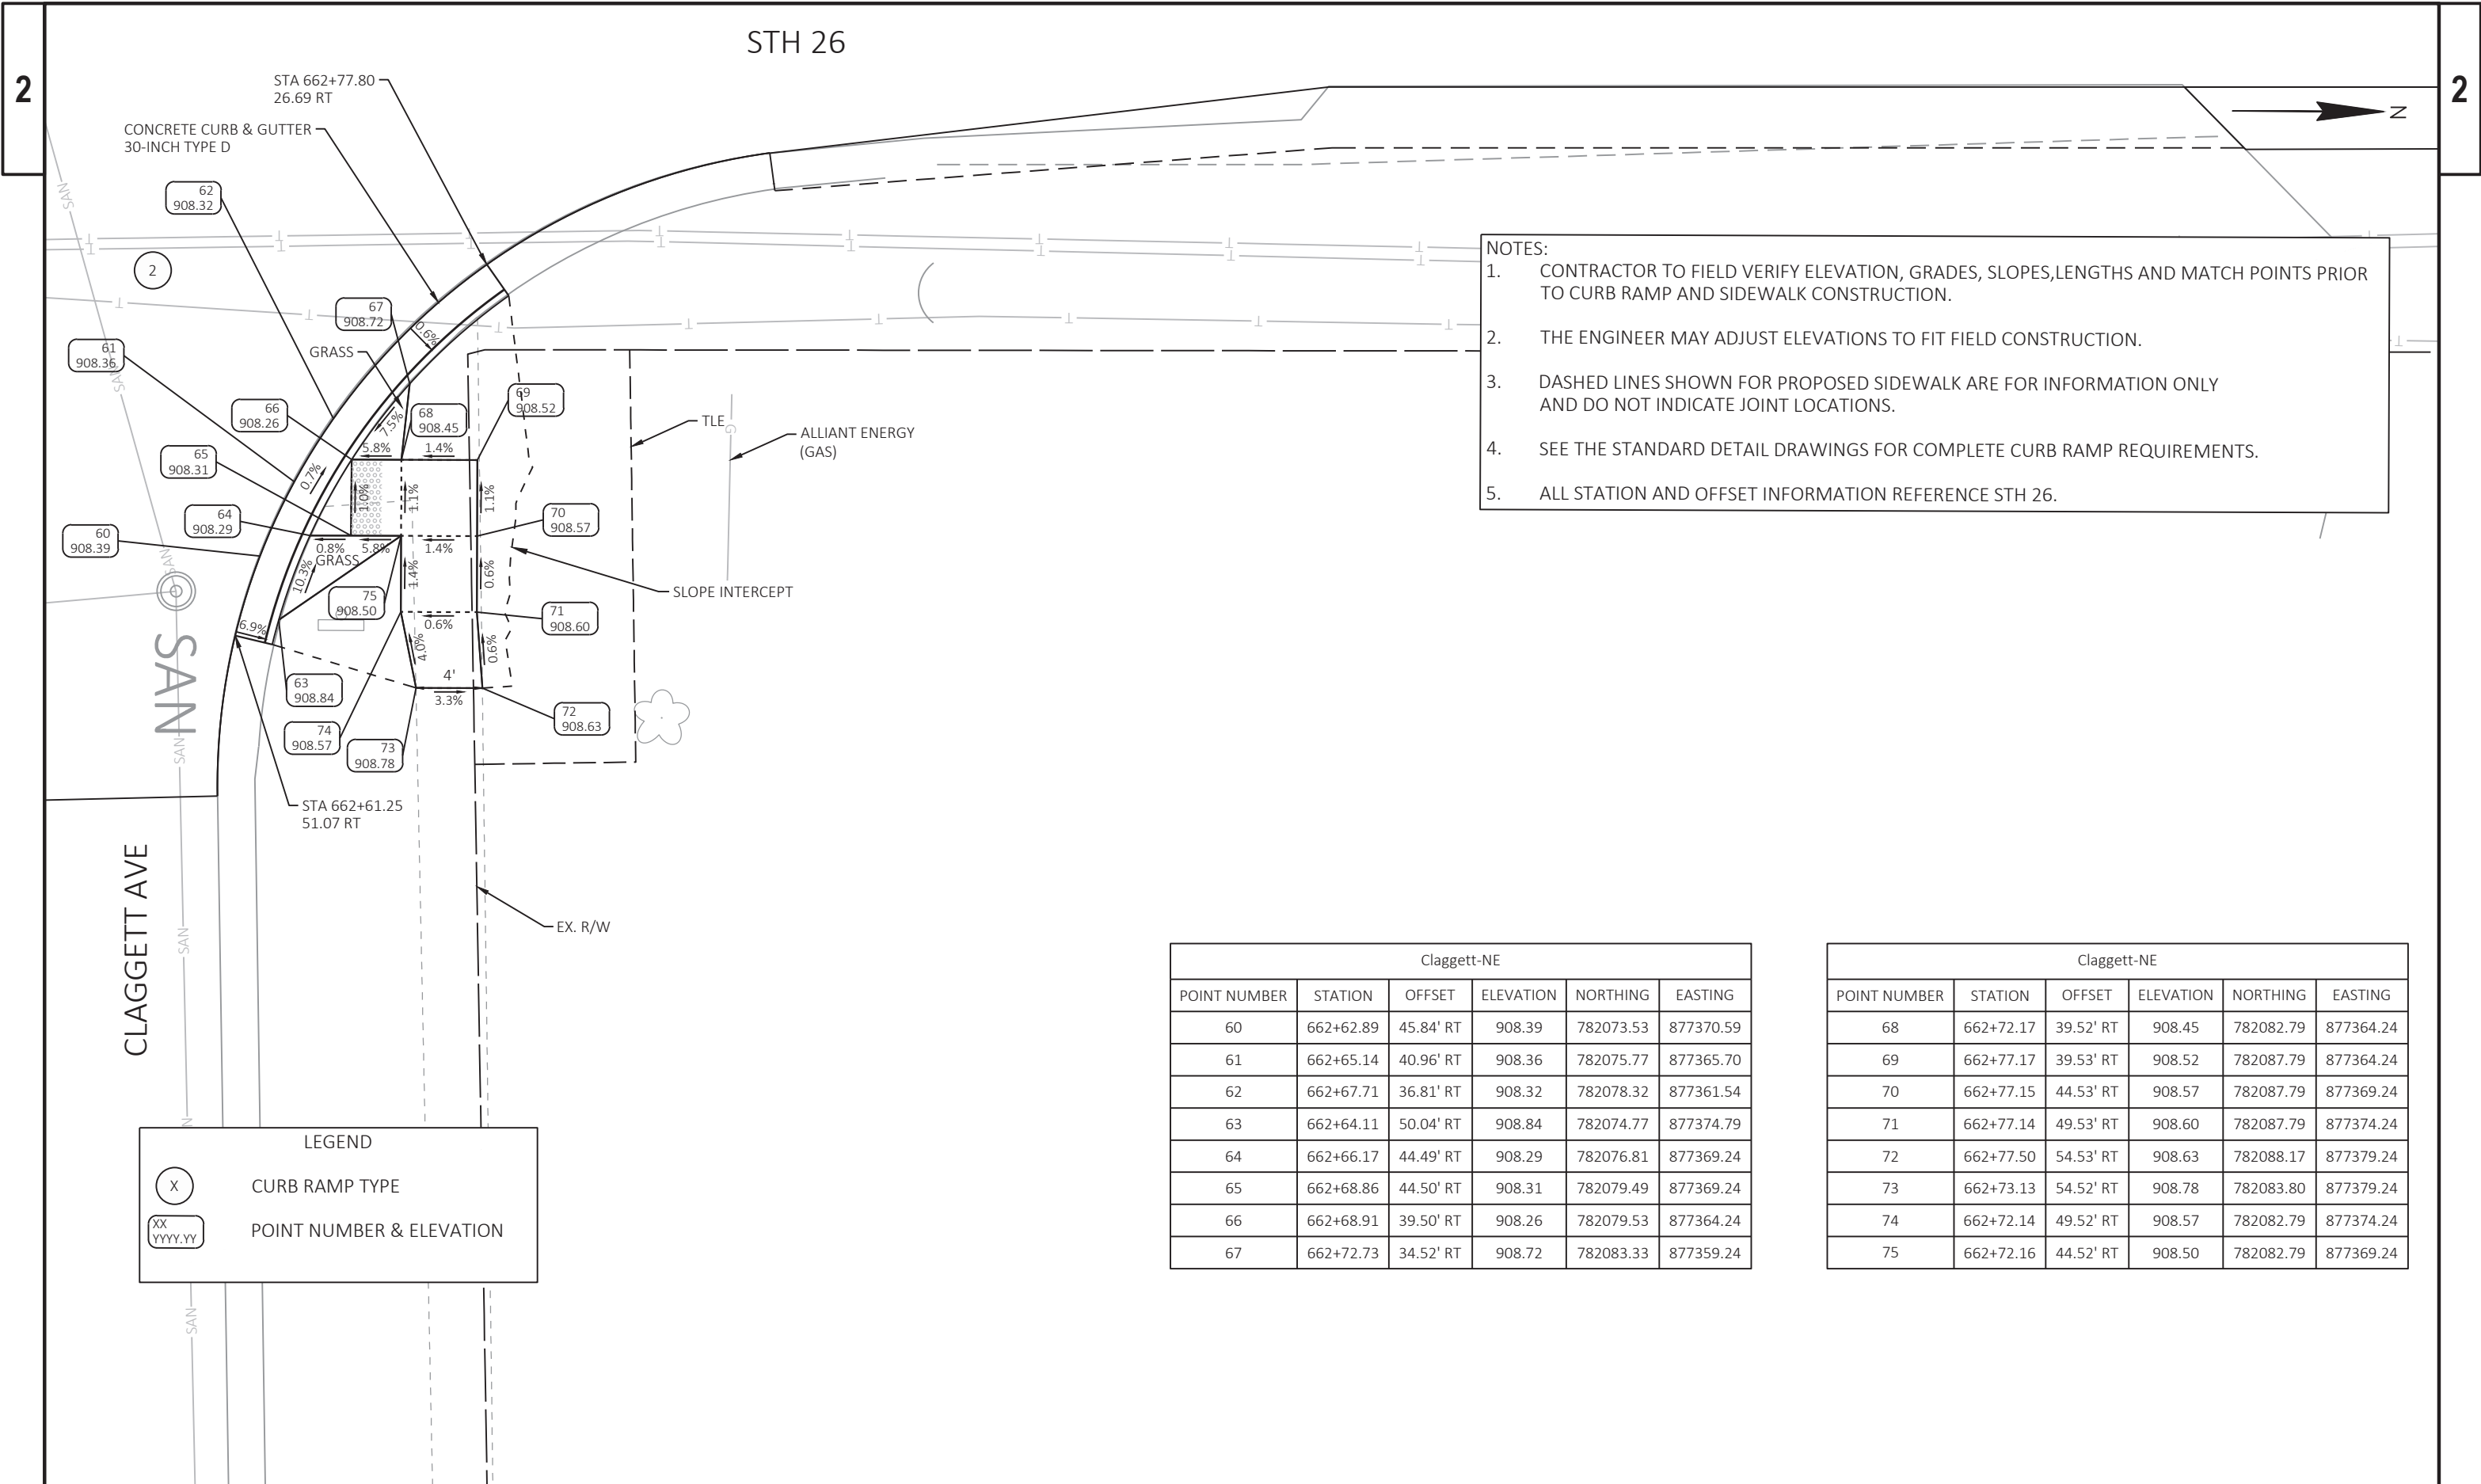 STH 26
2
2
STA 662+77.80
26.69 RT
CONCRETE CURB & GUTTER
30-INCH TYPE D
N
62
908.32
2
67
908.72
GRASS
61
908.36
66
908.26
65
908.31
64
908.29
60
908.39
68
908.45
69
908.52
70
908.57
71
908.60
72
908.63
75
908.50
63
908.84
74
908.57
73
908.78
0.6%
7.5%
5.8%
1.4%
0.7%
1.0%
1.1%
1.1%
0.8%
5.8%
1.4%
GRASS
10.3%
1.4%
0.6%
6.9%
0.6%
4.0%
0.6%
4'
3.3%
TLE
G
ALLIANT ENERGY
(GAS)
SLOPE INTERCEPT
STA 662+61.25
51.07 RT
EX. R/W
CLAGGETT AVE
SAN
SAN
SAN
SAN
SAN
SAN
SAN
NOTES:
1. CONTRACTOR TO FIELD VERIFY ELEVATION, GRADES, SLOPES,LENGTHS AND MATCH POINTS PRIOR
TO CURB RAMP AND SIDEWALK CONSTRUCTION.
2. THE ENGINEER MAY ADJUST ELEVATIONS TO FIT FIELD CONSTRUCTION.
3. DASHED LINES SHOWN FOR PROPOSED SIDEWALK ARE FOR INFORMATION ONLY
AND DO NOT INDICATE JOINT LOCATIONS.
4. SEE THE STANDARD DETAIL DRAWINGS FOR COMPLETE CURB RAMP REQUIREMENTS.
5. ALL STATION AND OFFSET INFORMATION REFERENCE STH 26.
LEGEND
X CURB RAMP TYPE
XX
YYYY.YY
POINT NUMBER & ELEVATION
Claggett-NE
POINT NUMBER STATION OFFSET ELEVATION NORTHING EASTING
60 662+62.89 45.84' RT 908.39 782073.53 877370.59
61 662+65.14 40.96' RT 908.36 782075.77 877365.70
62 662+67.71 36.81' RT 908.32 782078.32 877361.54
63 662+64.11 50.04' RT 908.84 782074.77 877374.79
64 662+66.17 44.49' RT 908.29 782076.81 877369.24
65 662+68.86 44.50' RT 908.31 782079.49 877369.24
66 662+68.91 39.50' RT 908.26 782079.53 877364.24
67 662+72.73 34.52' RT 908.72 782083.33 877359.24
Claggett-NE
POINT NUMBER STATION OFFSET ELEVATION NORTHING EASTING
68 662+72.17 39.52' RT 908.45 782082.79 877364.24
69 662+77.17 39.53' RT 908.52 782087.79 877364.24
70 662+77.15 44.53' RT 908.57 782087.79 877369.24
71 662+77.14 49.53' RT 908.60 782087.79 877374.24
72 662+77.50 54.53' RT 908.63 782088.17 877379.24
73 662+73.13 54.52' RT 908.78 782083.80 877379.24
74 662+72.14 49.52' RT 908.57 782082.79 877374.24
75 662+72.16 44.52' RT 908.50 782082.79 877369.24